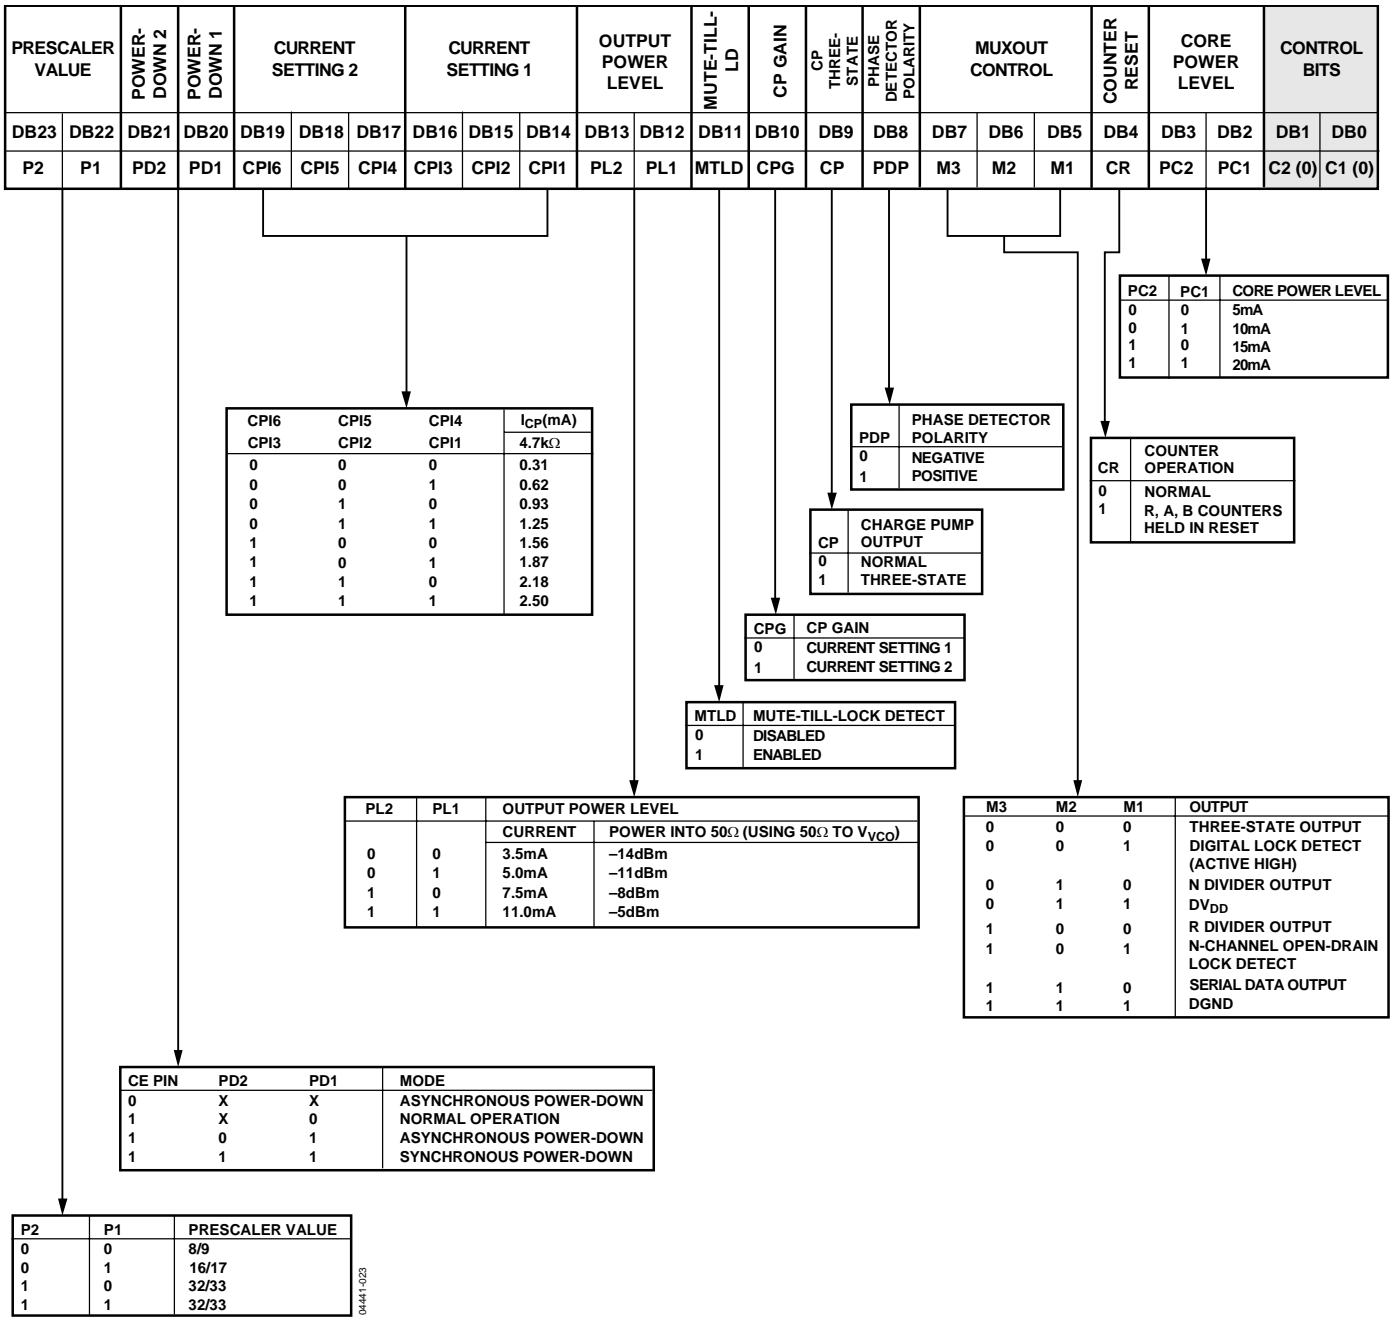 PRESCALER VALUE
POWER-DOWN 2
POWER-DOWN 1
CURRENT SETTING 2
CURRENT SETTING 1
OUTPUT POWER LEVEL
MUTE-TILL-LD
CP GAIN
CP THREE-STATE
PHASE DETECTOR POLARITY
MUXOUT CONTROL
COUNTER RESET
CORE POWER LEVEL
CONTROL BITS
DB23 DB22 DB21 DB20 DB19 DB18 DB17 DB16 DB15 DB14 DB13 DB12 DB11 DB10 DB9 DB8 DB7 DB6 DB5 DB4 DB3 DB2 DB1 DB0
P2 P1 PD2 PD1 CPI6 CPI5 CPI4 CPI3 CPI2 CPI1 PL2 PL1 MTLD CPG CP PDP M3 M2 M1 CR PC2 PC1 C2 (0) C1 (0)
PC2 PC1 CORE POWER LEVEL
0 0 5mA
0 1 10mA
1 0 15mA
1 1 20mA
CPI6 CPI5 CPI4 ICP(mA)
CPI3 CPI2 CPI1 4.7kΩ
0 0 0 0.31
0 0 1 0.62
0 1 0 0.93
0 1 1 1.25
1 0 0 1.56
1 0 1 1.87
1 1 0 2.18
1 1 1 2.50
PHASE DETECTOR
PDP POLARITY
0 NEGATIVE
1 POSITIVE
COUNTER
CR OPERATION
0 NORMAL
1 R, A, B COUNTERS
HELD IN RESET
CHARGE PUMP
CP OUTPUT
0 NORMAL
1 THREE-STATE
CPG CP GAIN
0 CURRENT SETTING 1
1 CURRENT SETTING 2
MTLD MUTE-TILL-LOCK DETECT
0 DISABLED
1 ENABLED
PL2 PL1 OUTPUT POWER LEVEL
CURRENT POWER INTO 50Ω (USING 50Ω TO VVCO)
0 0 3.5mA –14dBm
0 1 5.0mA –11dBm
1 0 7.5mA –8dBm
1 1 11.0mA –5dBm
M3 M2 M1 OUTPUT
0 0 0 THREE-STATE OUTPUT
0 0 1 DIGITAL LOCK DETECT
(ACTIVE HIGH)
0 1 0 N DIVIDER OUTPUT
0 1 1 DVDD
1 0 0 R DIVIDER OUTPUT
1 0 1 N-CHANNEL OPEN-DRAIN
LOCK DETECT
1 1 0 SERIAL DATA OUTPUT
1 1 1 DGND
CE PIN PD2 PD1 MODE
0 X X ASYNCHRONOUS POWER-DOWN
1 X 0 NORMAL OPERATION
1 0 1 ASYNCHRONOUS POWER-DOWN
1 1 1 SYNCHRONOUS POWER-DOWN
P2 P1 PRESCALER VALUE
0 0 8/9
0 1 16/17
1 0 32/33
1 1 32/33
04441-023